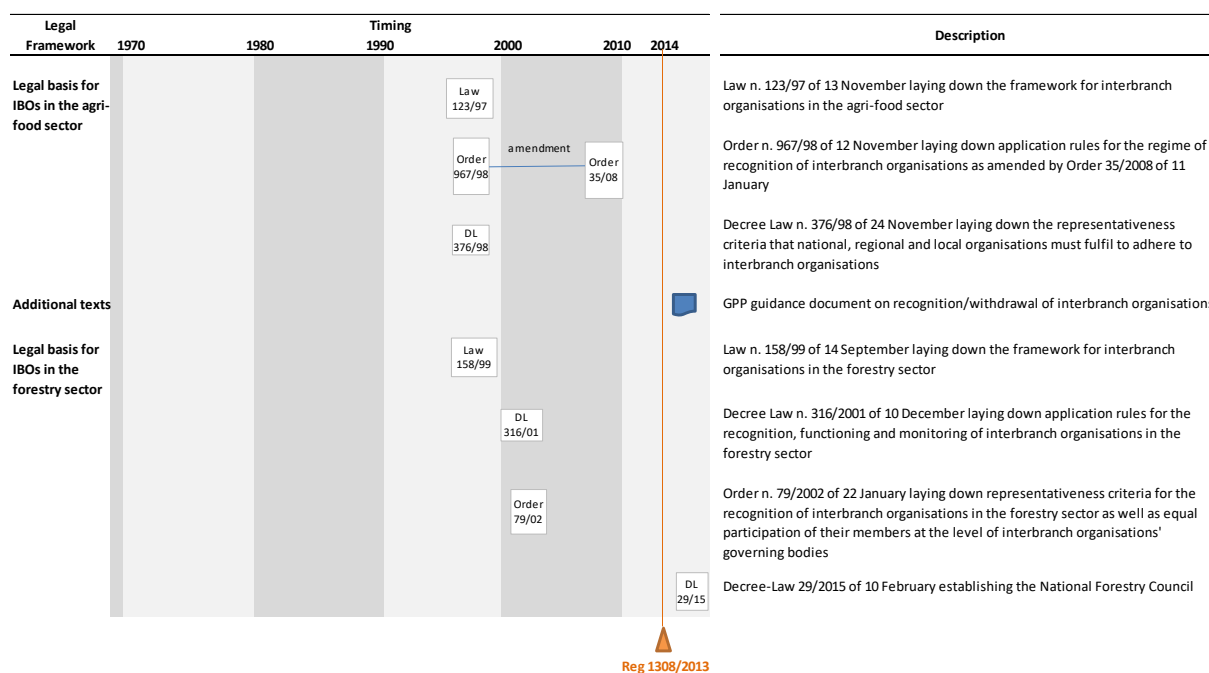 Legal
Framework
Timing
1970
1980
1990
2000
2010
2014
Description
Legal basis for
IBOs in the agri-
food sector
Law
123/97
Law n. 123/97 of 13 November laying down the framework for interbranch
organisations in the agri-food sector
Order
967/98
amendment
Order
35/08
Order n. 967/98 of 12 November laying down application rules for the regime of
recognition of interbranch organisations as amended by Order 35/2008 of 11
January
DL
376/98
Decree Law n. 376/98 of 24 November laying down the representativeness
criteria that national, regional and local organisations must fulfil to adhere to
interbranch organisations
Additional texts
GPP guidance document on recognition/withdrawal of interbranch organisations
Legal basis for
IBOs in the
forestry sector
Law
158/99
Law n. 158/99 of 14 September laying down the framework for interbranch
organisations in the forestry sector
DL
316/01
Decree Law n. 316/2001 of 10 December laying down application rules for the
recognition, functioning and monitoring of interbranch organisations in the
forestry sector
Order
79/02
Order n. 79/2002 of 22 January laying down representativeness criteria for the
recognition of interbranch organisations in the forestry sector as well as equal
participation of their members at the level of interbranch organisations'
governing bodies
DL
29/15
Decree-Law 29/2015 of 10 February establishing the National Forestry Council
Reg 1308/2013